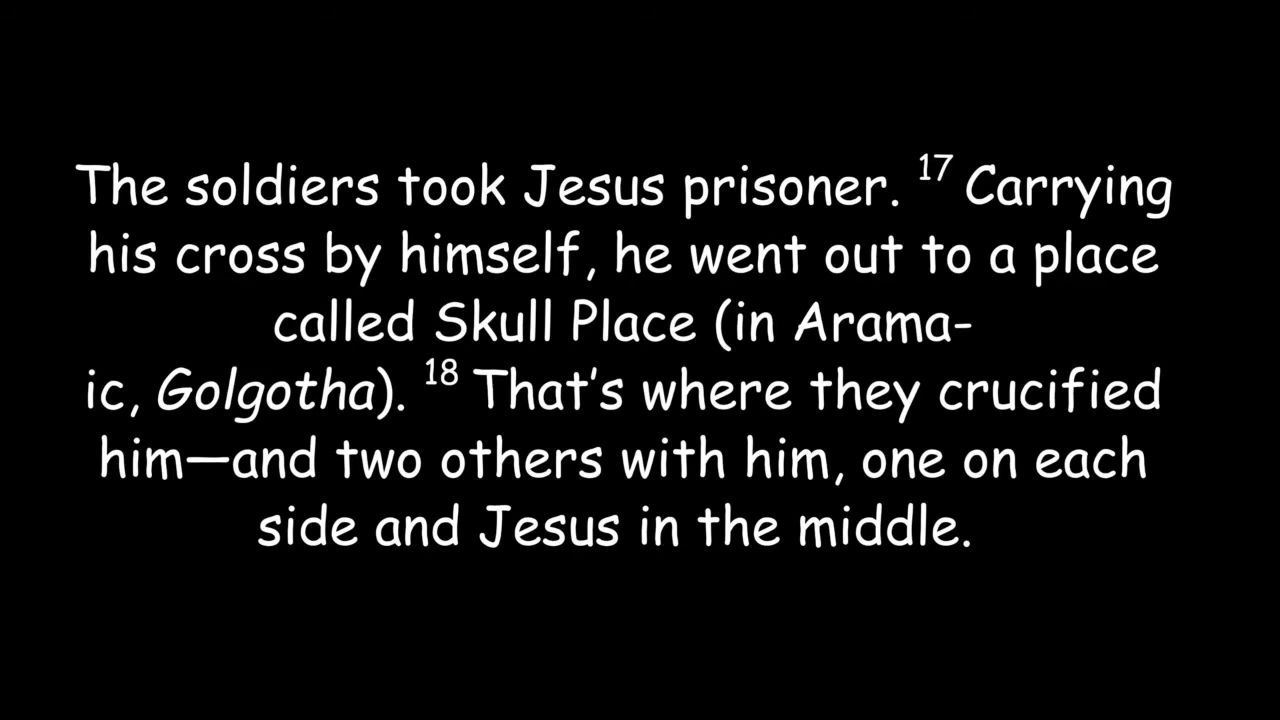 The soldiers took Jesus prisoner. 17 Carrying
his cross by himself, he went out to a place
called Skull Place (in Arama-
ic, Golgotha). 18 That’s where they crucified
him—and two others with him, one on each
side and Jesus in the middle.